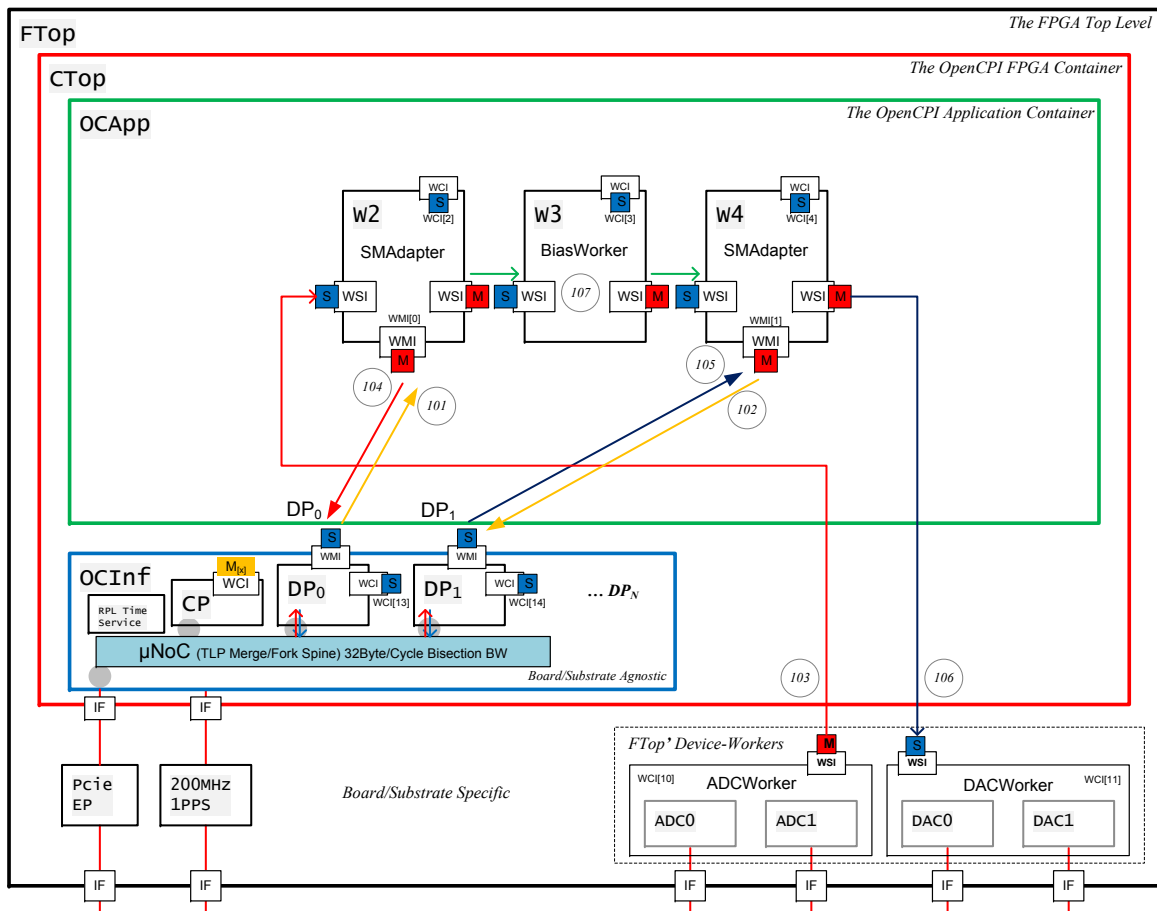 The FPGA Top Level
FTop
The OpenCPI FPGA Container
CTop
The OpenCPI Application Container
OCApp
WCI
S
WCI[2]
W2
SMAdapter
S
WSI
WSI
M
WMI[0]
WMI
M
WCI
S
WCI[3]
W3
BiasWorker
107
S
WSI
WSI
M
WCI
S
WCI[4]
W4
SMAdapter
S
WSI
WSI
M
WMI[1]
WMI
M
104
101
105
102
DP0
DP1
S
WMI
S
WMI
OCInf
M[x]
WCI
CP
RPL Time
Service
DP0
WCI
S
WCI[13]
DP1
WCI
S
WCI[14]
... DPN
µNoC (TLP Merge/Fork Spine) 32Byte/Cycle Bisection BW
Board/Substrate Agnostic
103
106
IF
IF
Pcie
EP
200MHz
1PPS
Board/Substrate Specific
FTop' Device-Workers
M
WSI
S
WSI
WCI[10]
ADCWorker
ADC0
ADC1
DACWorker
WCI[11]
DAC0
DAC1
IF
IF
IF
IF
IF
IF